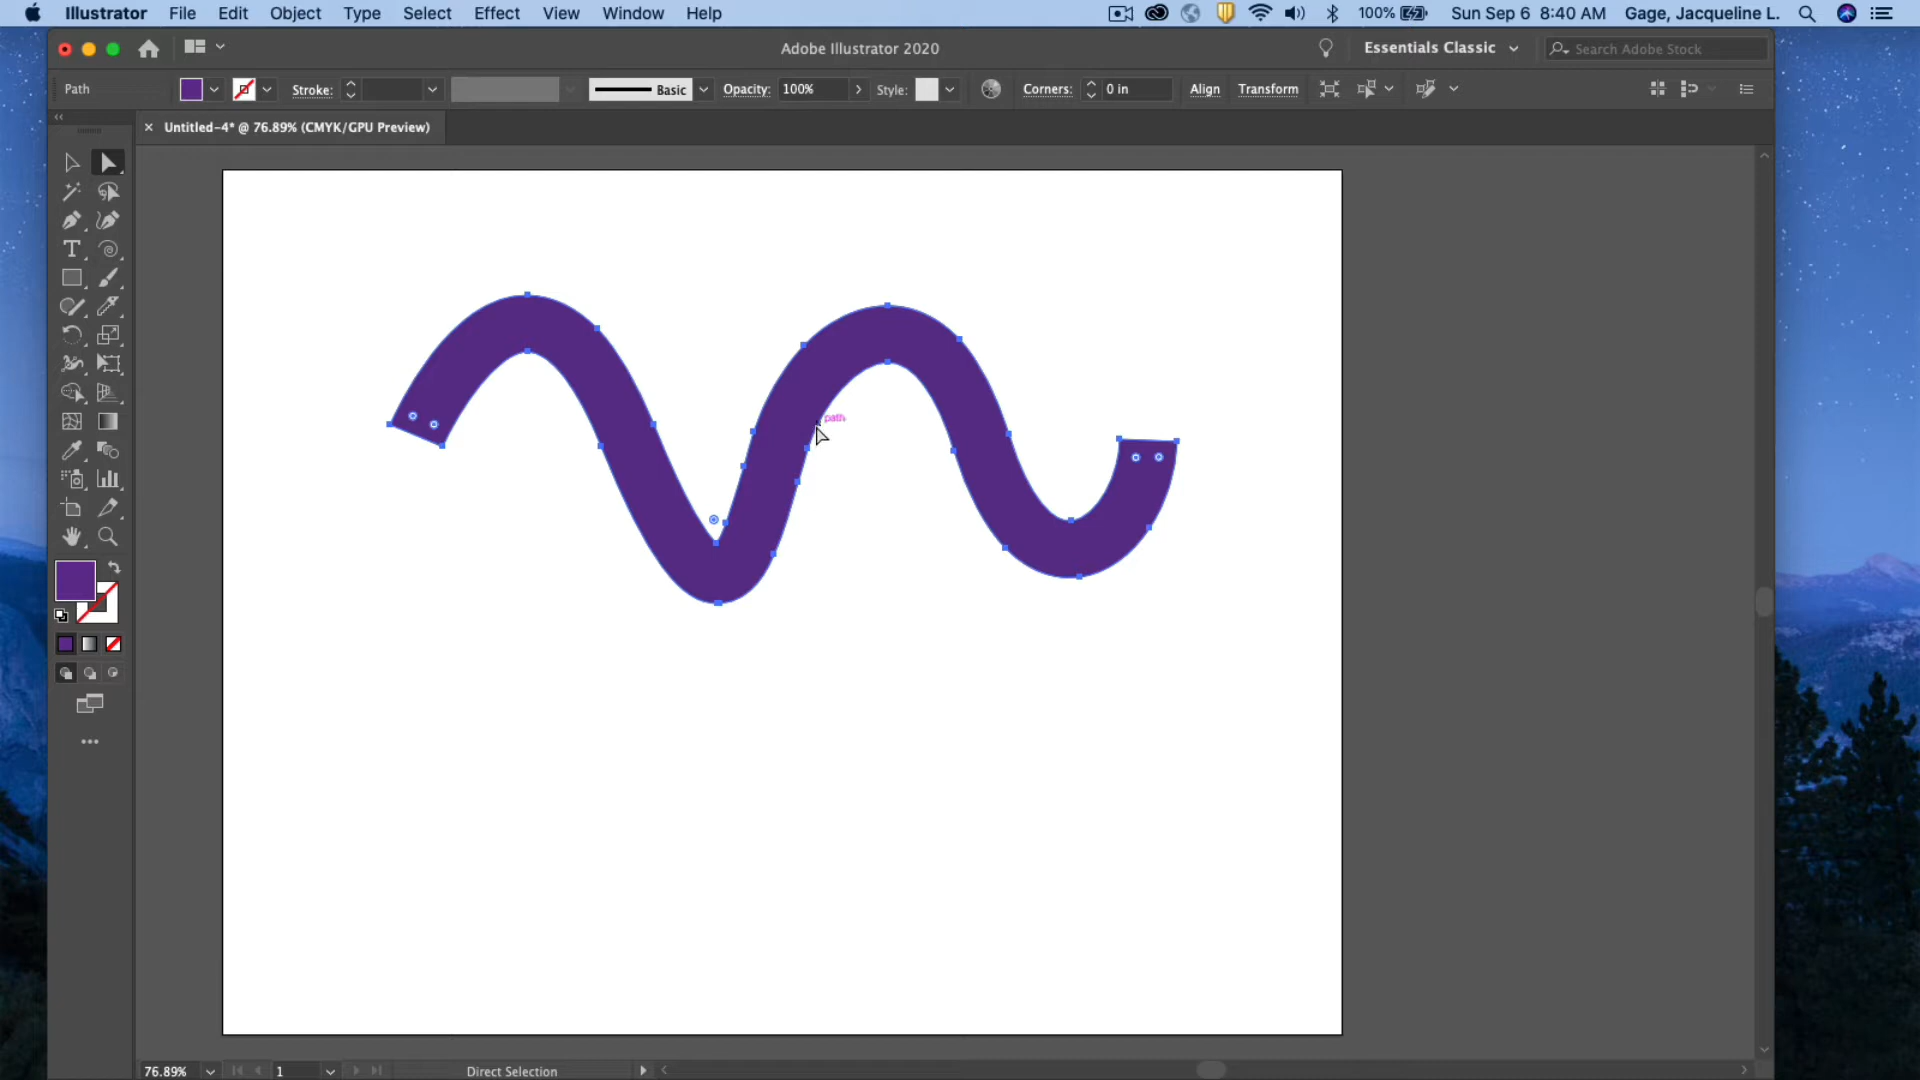 Illustrator File Edit Object Type Select Effect View Window Help 100% Sun Sep 6 8:40 AM Gage, Jacqueline L.
Adobe Illustrator 2020 Essentials Classic Search Adobe Stock
Path Stroke: Basic Opacity: 100% Style: Corners: 0 in Align Transform
Untitled-4* @ 76.89% (CMYK/GPU Preview)
path
76.89% 1 Direct Selection